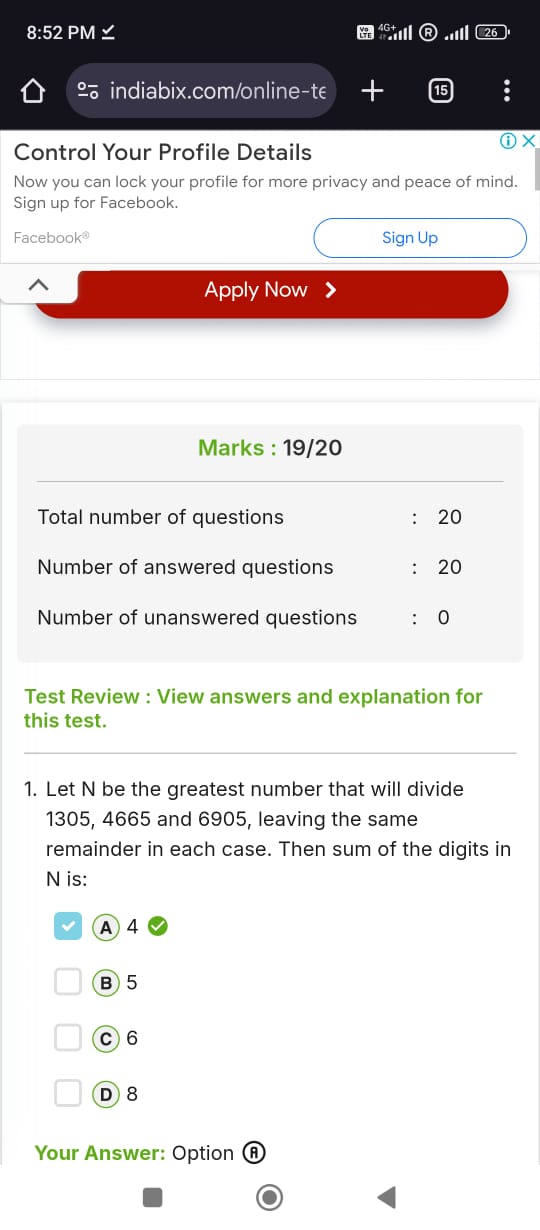 8:52 PM
Vo LTE 4G+ R 26
indiabix.com/online-te
15
Control Your Profile Details
Now you can lock your profile for more privacy and peace of mind.
Sign up for Facebook.
Facebook®
Sign Up
Apply Now
Marks : 19/20
Total number of questions : 20
Number of answered questions : 20
Number of unanswered questions : 0
Test Review : View answers and explanation for
this test.
1. Let N be the greatest number that will divide
1305, 4665 and 6905, leaving the same
remainder in each case. Then sum of the digits in
N is:
A 4
B 5
C 6
D 8
Your Answer: Option A